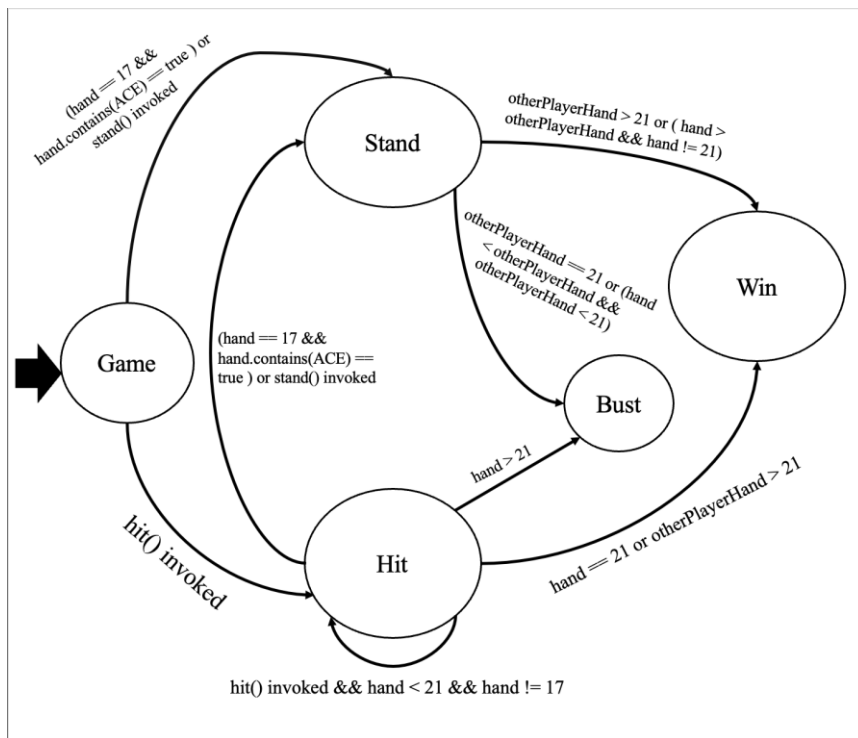 (hand == 17 &&
hand.contains(ACE) == true ) or
stand() invoked
Stand
otherPlayerHand > 21 or ( hand >
otherPlayerHand && hand != 21)
otherPlayerHand == 21 or (hand
< otherPlayerHand &&
otherPlayerHand < 21)
Win
Game
(hand == 17 &&
hand.contains(ACE) ==
true ) or stand() invoked
Bust
hand > 21
hit() invoked
Hit
hand == 21 or otherPlayerHand > 21
hit() invoked && hand < 21 && hand != 17